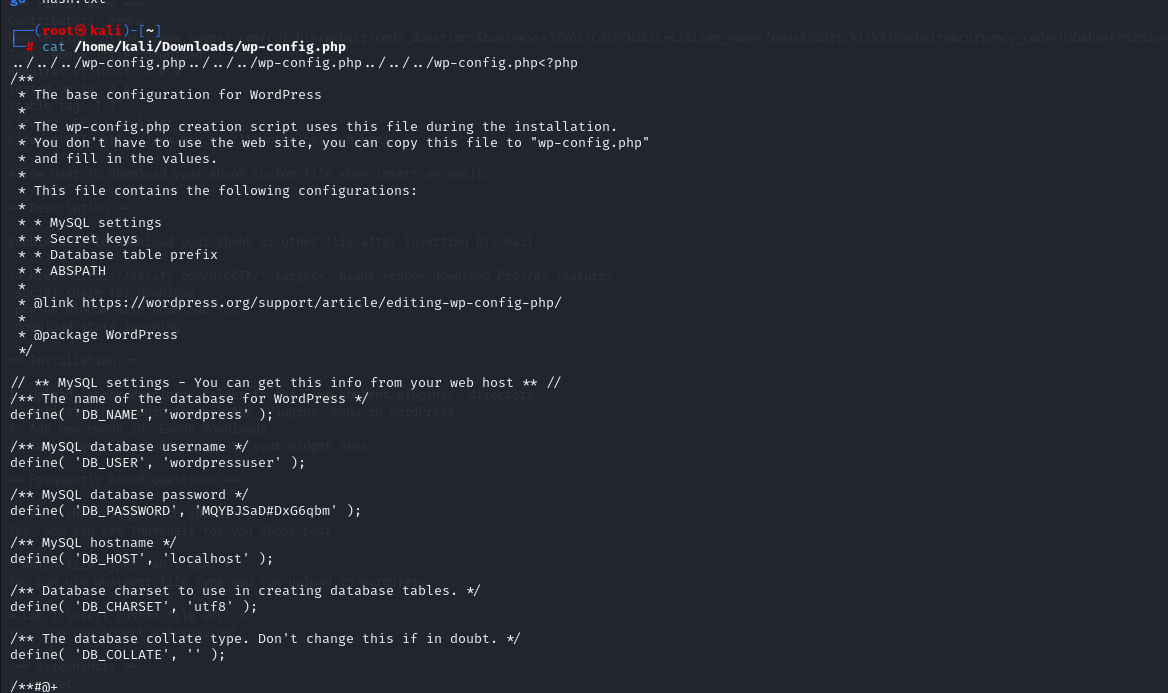 go hash.txt
┌──(root㉿kali)-[~]
└─# cat /home/kali/Downloads/wp-config.php
../../../wp-config.php../../../wp-config.php../../../wp-config.php<?php
/**
 * The base configuration for WordPress
 *
 * The wp-config.php creation script uses this file during the installation.
 * You don't have to use the web site, you can copy this file to "wp-config.php"
 * and fill in the values.
 *
 * This file contains the following configurations:
 *
 * * MySQL settings
 * * Secret keys
 * * Database table prefix
 * * ABSPATH
 *
 * @link https://wordpress.org/support/article/editing-wp-config-php/
 *
 * @package WordPress
 */
// ** MySQL settings - You can get this info from your web host ** //
/** The name of the database for WordPress */
define( 'DB_NAME', 'wordpress' );
/** MySQL database username */
define( 'DB_USER', 'wordpressuser' );
/** MySQL database password */
define( 'DB_PASSWORD', 'MQYBJSaD#DxG6qbm' );
/** MySQL hostname */
define( 'DB_HOST', 'localhost' );
/** Database charset to use in creating database tables. */
define( 'DB_CHARSET', 'utf8' );
/** The database collate type. Don't change this if in doubt. */
define( 'DB_COLLATE', '' );
/**#@+